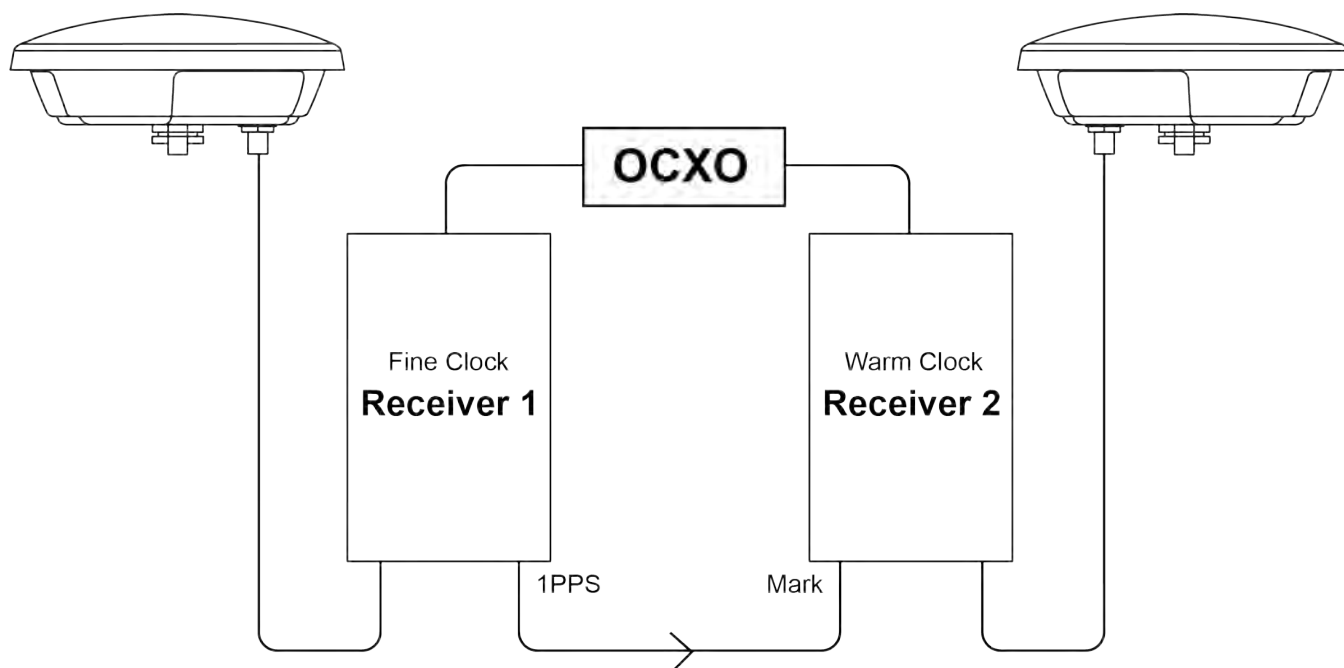 OCXO
Fine Clock
Receiver 1
Warm Clock
Receiver 2
1PPS
Mark